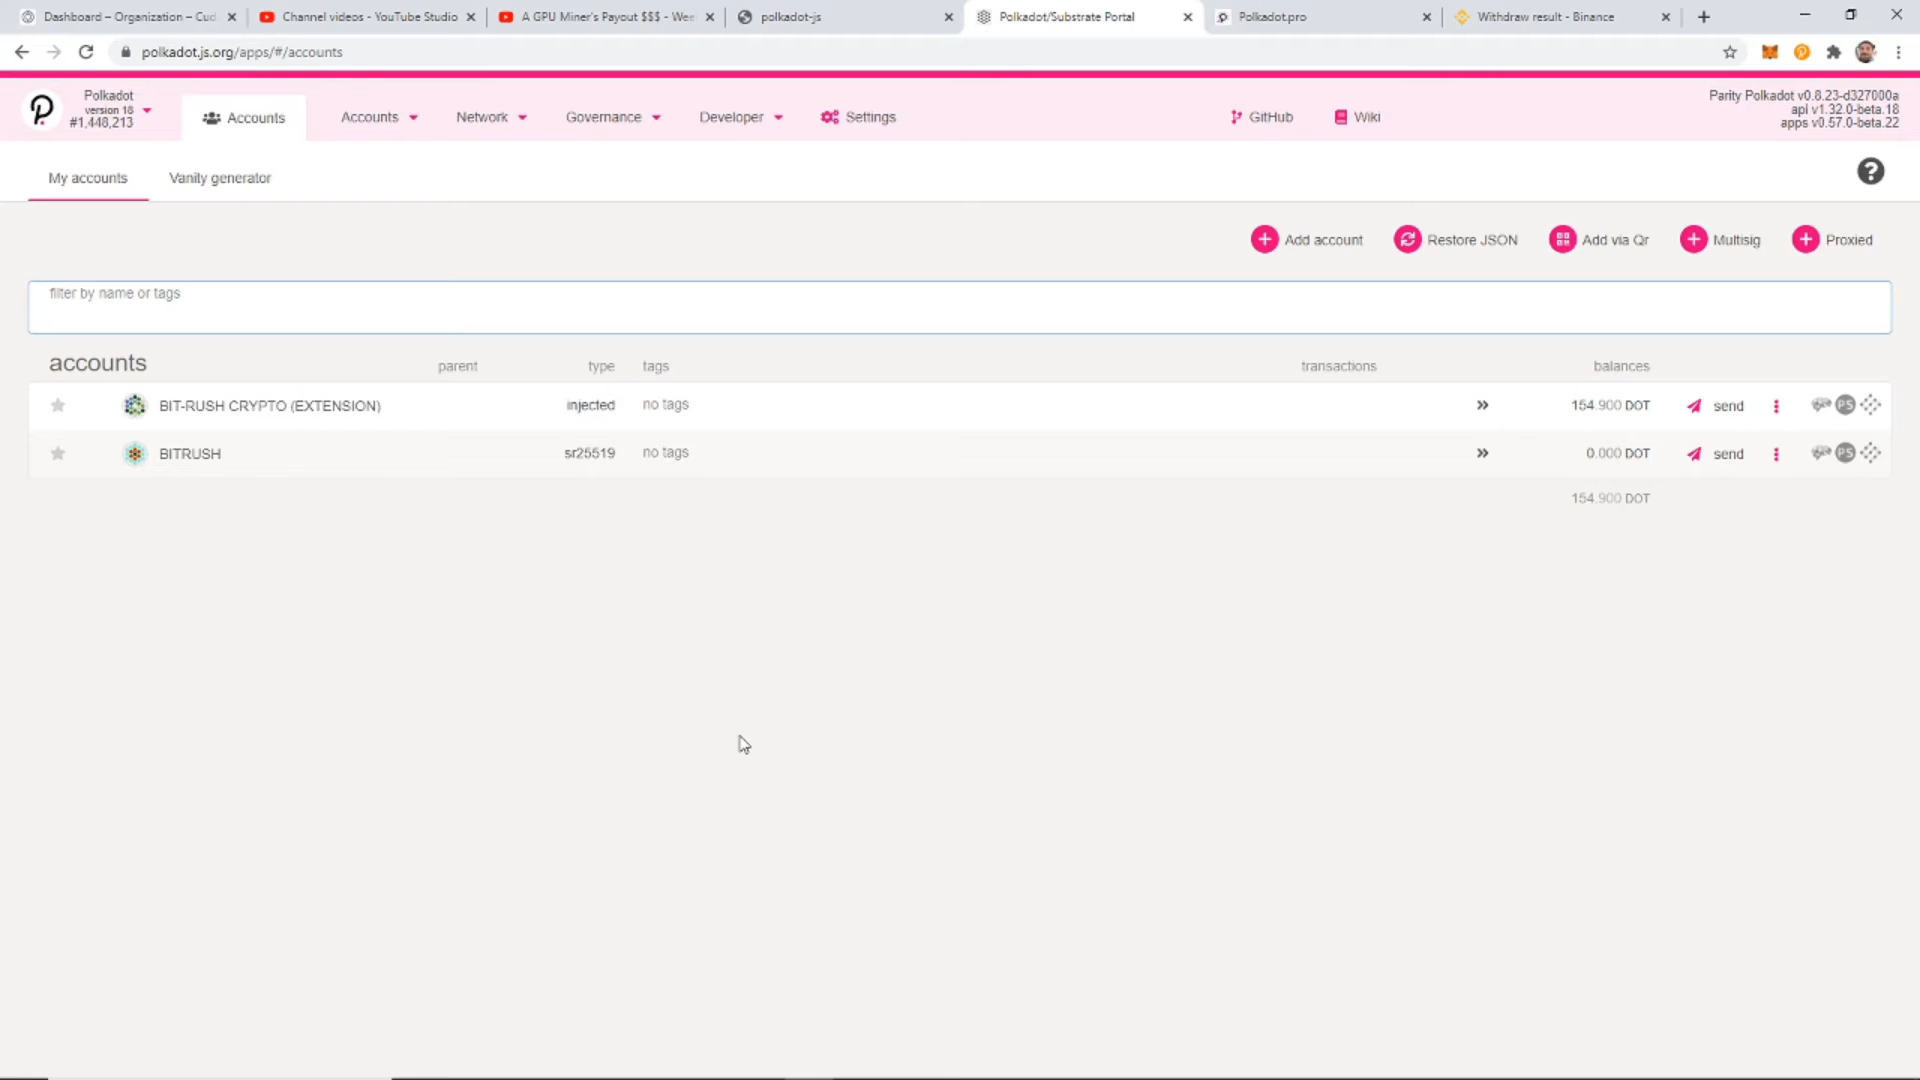 Dashboard – Organization – Cud
Channel videos - YouTube Studio
A GPU Miner's Payout $$$ - Wee
polkadot-js
Polkadot/Substrate Portal
Polkadot.pro
Withdraw result - Binance
polkadot.js.org/apps/#/accounts
Polkadot
version 18
#1,448,213
Accounts
Accounts
Network
Governance
Developer
Settings
GitHub
Wiki
Parity Polkadot v0.8.23-d327000a
api v1.32.0-beta.18
apps v0.57.0-beta.22
My accounts
Vanity generator
Add account
Restore JSON
Add via Qr
Multisig
Proxied
filter by name or tags
accounts parent type tags transactions balances
BIT-RUSH CRYPTO (EXTENSION) injected no tags 154.900 DOT send PS
BITRUSH sr25519 no tags 0.000 DOT send PS
154.900 DOT